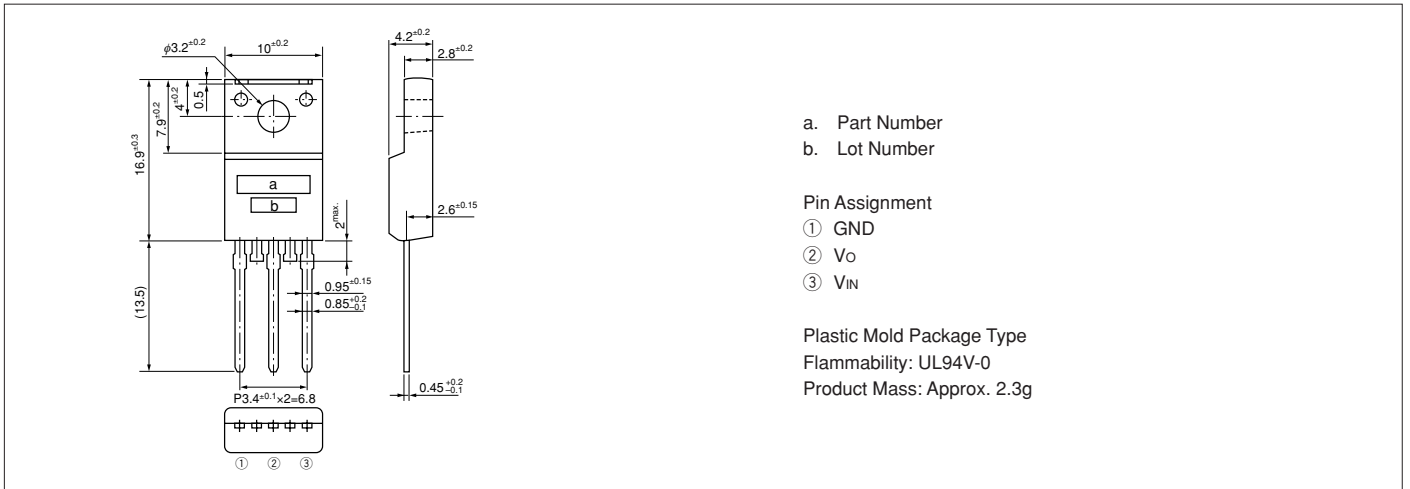 φ3.2±0.2
10±0.2
4.2±0.2
2.8±0.2
16.9±0.3
7.9±0.2
4±0.2
0.5
a
b
2max.
2.6±0.15
(13.5)
0.95±0.15
0.85+0.2−0.1
0.45+0.2−0.1
P3.4±0.1×2=6.8
① ② ③
a. Part Number
b. Lot Number
Pin Assignment
① GND
② VO
③ VIN
Plastic Mold Package Type
Flammability: UL94V-0
Product Mass: Approx. 2.3g